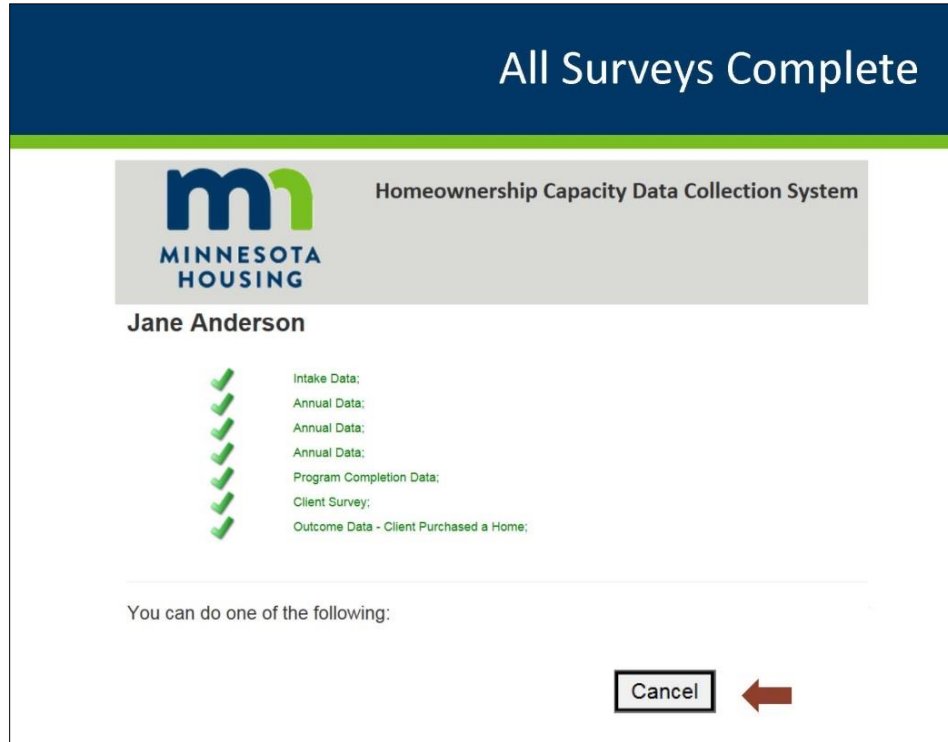 All Surveys Complete
Homeownership Capacity Data Collection System
MINNESOTA
HOUSING
Jane Anderson
Intake Data;
Annual Data;
Annual Data;
Annual Data;
Program Completion Data;
Client Survey;
Outcome Data - Client Purchased a Home;
You can do one of the following:
Cancel